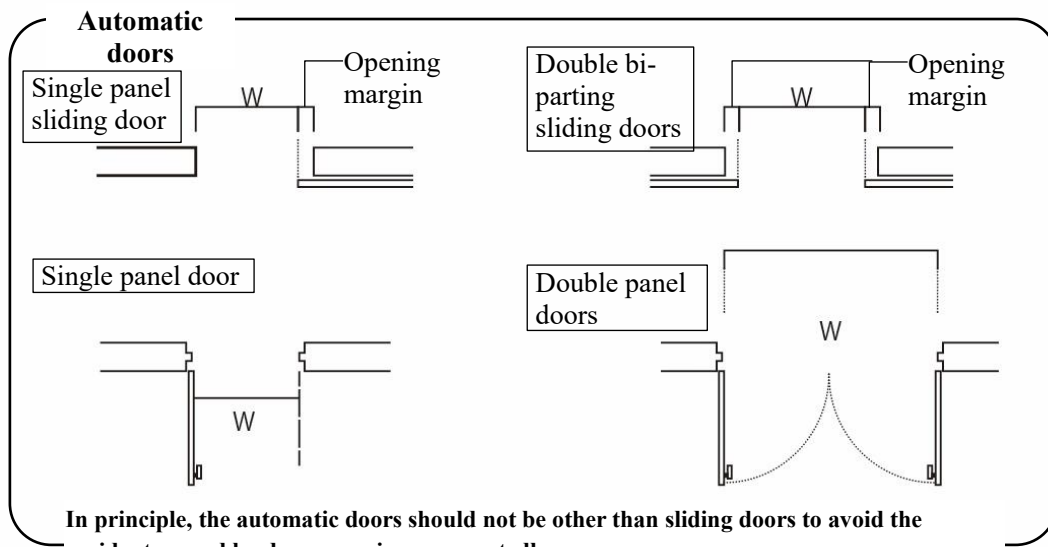 Automatic
doors
Single panel
sliding door
W
Opening
margin
Double bi-
parting
sliding doors
W
Opening
margin
Single panel door
W
Double panel
doors
W
In principle, the automatic doors should not be other than sliding doors to avoid the